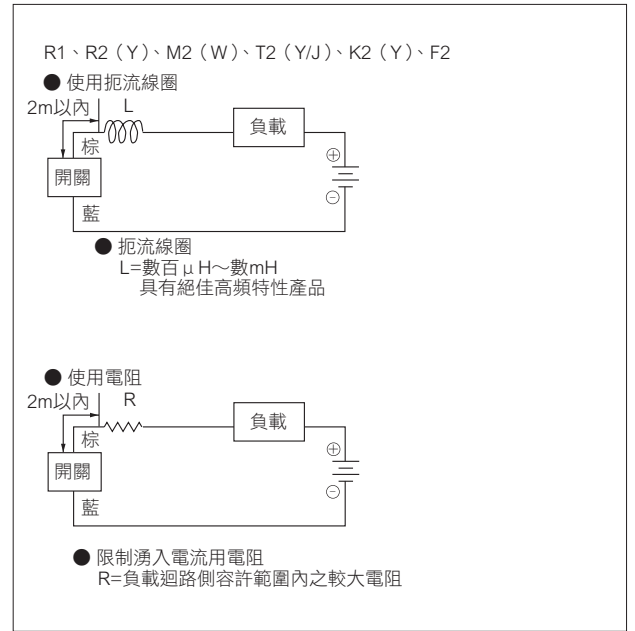 R1、R2（Y）、M2（W）、T2（Y/J）、K2（Y）、F2
● 使用扼流線圈
2m以內 L
棕
負載
開關
⊕
⊖
藍
● 扼流線圈
L=數百μH～數mH
具有絕佳高頻特性產品
● 使用電阻
2m以內 R
棕
負載
開關
⊕
⊖
藍
● 限制湧入電流用電阻
R=負載迴路側容許範圍內之較大電阻